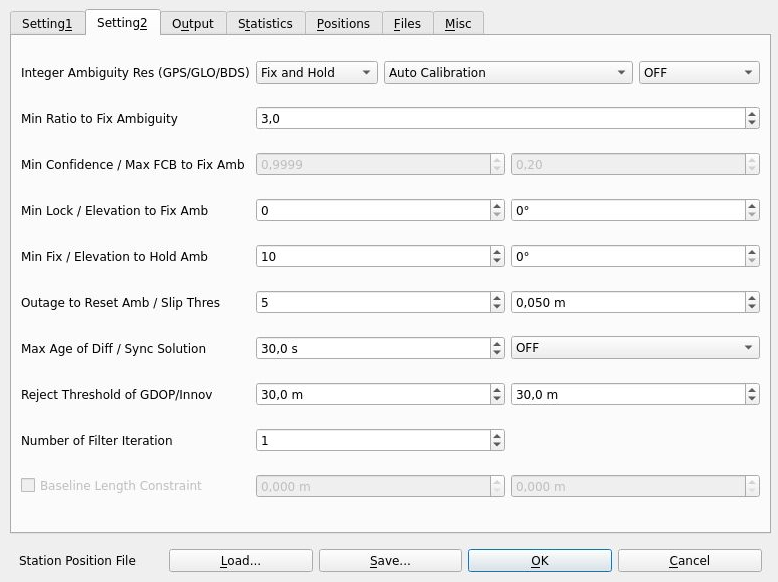 Setting1 Setting2 Output Statistics Positions Files Misc
Integer Ambiguity Res (GPS/GLO/BDS) Fix and Hold Auto Calibration OFF
Min Ratio to Fix Ambiguity 3,0
Min Confidence / Max FCB to Fix Amb 0,9999 0,20
Min Lock / Elevation to Fix Amb 0 0°
Min Fix / Elevation to Hold Amb 10 0°
Outage to Reset Amb / Slip Thres 5 0,050 m
Max Age of Diff / Sync Solution 30,0 s OFF
Reject Threshold of GDOP/Innov 30,0 m 30,0 m
Number of Filter Iteration 1
Baseline Length Constraint 0,000 m 0,000 m
Station Position File Load... Save... OK Cancel